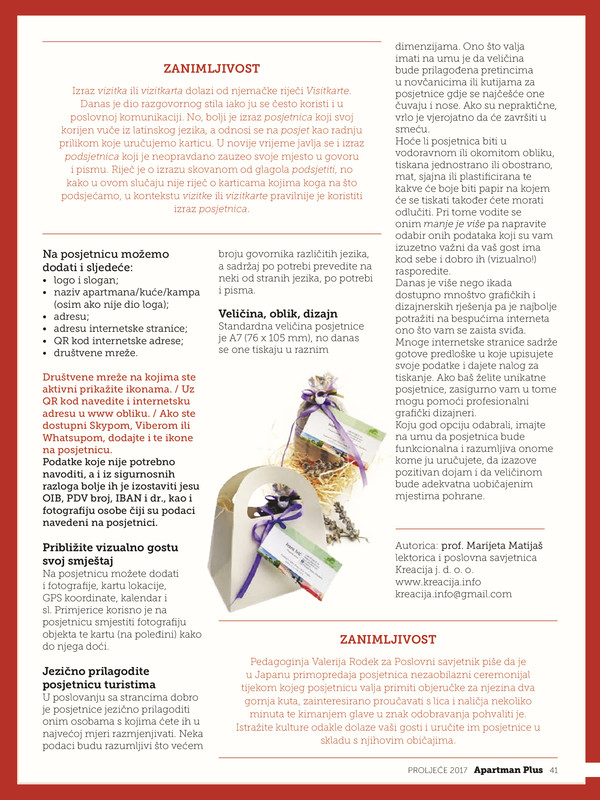 ZANIMLJIVOST
Izraz vizitka ili vizitkarta dolazi od njemačke riječi Visitkarte.
Danas je dio razgovornog stila iako ju se često koristi i u
poslovnoj komunikaciji. No, bolji je izraz posjetnica koji svoj
korijen vuče iz latinskog jezika, a odnosi se na posjet kao radnju
prilikom koje uručujemo karticu. U novije vrijeme javlja se i izraz
podsjetnica koji je neopravdano zauzeo svoje mjesto u govoru
i pismu. Riječ je o izrazu skovanom od glagola podsjetiti, no
kako u ovom slučaju nije riječ o karticama kojima koga na što
podsjećamo, u kontekstu vizitke ili vizitkarte pravilnije je koristiti
izraz posjetnica.
Na posjetnicu možemo
dodati i sljedeće:
• logo i slogan;
• naziv apartmana/kuće/kampa
(osim ako nije dio loga);
• adresu;
• adresu internetske stranice;
• QR kod internetske adrese;
• društvene mreže.
Društvene mreže na kojima ste
aktivni prikažite ikonama. / Uz
QR kod navedite i internetsku
adresu u www obliku. / Ako ste
dostupni Skypom, Viberom ili
Whatsupom, dodajte i te ikone
na posjetnicu.
Podatke koje nije potrebno
navoditi, a i iz sigurnosnih
razloga bolje ih je izostaviti jesu
OIB, PDV broj, IBAN i dr., kao i
fotografiju osobe čiji su podaci
navedeni na posjetnici.
Približite vizualno gostu
svoj smještaj
Na posjetnicu možete dodati
i fotografije, kartu lokacije,
GPS koordinate, kalendar i
sl. Primjerice korisno je na
posjetnicu smjestiti fotografiju
objekta te kartu (na poleđini) kako
do njega doći.
Jezično prilagodite
posjetnicu turistima
U poslovanju sa strancima dobro
je posjetnice jezično prilagoditi
onim osobama s kojima ćete ih u
najvećoj mjeri razmjenjivati. Neka
podaci budu razumljivi što većem
broju govornika različitih jezika,
a sadržaj po potrebi prevedite na
neki od stranih jezika, po potrebi
i pisma.
Veličina, oblik, dizajn
Standardna veličina posjetnice
je A7 (76 x 105 mm), no danas
se one tiskaju u raznim
dimenzijama. Ono što valja
imati na umu je da veličina
bude prilagođena pretincima
u novčanicima ili kutijama za
posjetnice gdje se najčešće one
čuvaju i nose. Ako su nepraktične,
vrlo je vjerojatno da će završiti u
smeću.
Hoće li posjetnica biti u
vodoravnom ili okomitom obliku,
tiskana jednostrano ili obostrano,
mat, sjajna ili plastificirana te
kakve će boje biti papir na kojem
će se tiskati također ćete morati
odlučiti. Pri tome vodite se
onim manje je više pa napravite
odabir onih podataka koji su vam
izuzetno važni da vaš gost ima
kod sebe i dobro ih (vizualno!)
rasporedite.
Danas je više nego ikada
dostupno mnoštvo grafičkih i
dizajnerskih rješenja pa je najbolje
potražiti na bespućima interneta
ono što vam se zaista sviđa.
Mnoge internetske stranice sadrže
gotove predloške u koje upisujete
svoje podatke i dajete nalog za
tiskanje. Ako baš želite unikatne
posjetnice, zasigurno vam u tome
mogu pomoći profesionalni
grafički dizajneri.
Koju god opciju odabrali, imajte
na umu da posjetnica bude
funkcionalna i razumljiva onome
kome ju uručujete, da izazove
pozitivan dojam i da veličinom
bude adekvatna uobičajenim
mjestima pohrane.
Autorica: prof. Marijeta Matijaš
lektorica i poslovna savjetnica
Kreacija j. d. o. o.
www.kreacija.info
kreacija.info@gmail.com
ZANIMLJIVOST
Pedagoginja Valerija Rodek za Poslovni savjetnik piše da je
u Japanu primopredaja posjetnica nezaobilazni ceremonijal
tijekom kojeg posjetnicu valja primiti objeručke za njezina dva
gornja kuta, zainteresirano proučavati s lica i naličja nekoliko
minuta te kimanjem glave u znak odobravanja pohvaliti je.
Istražite kulture odakle dolaze vaši gosti i uručite im posjetnice u
skladu s njihovim običajima.
PROLJEĆE 2017 Apartman Plus 41